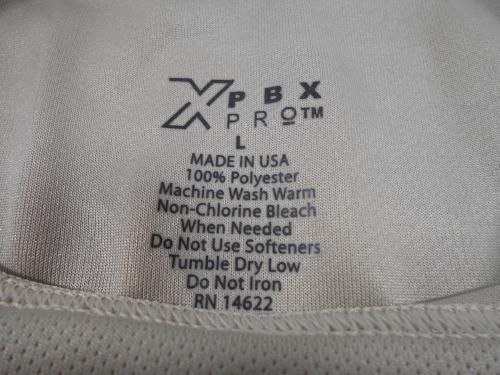 X PBX
PRO™
L
MADE IN USA
100% Polyester
Machine Wash Warm
Non-Chlorine Bleach
When Needed
Do Not Use Softeners
Tumble Dry Low
Do Not Iron
RN 14622